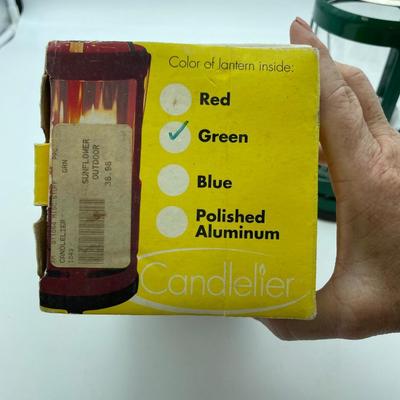 Color of lantern inside:
Red
Green
Blue
Polished
Aluminum
Candlelier
SUNFLOWER
OUTDOOR
38.98
GRN
CANDLELIER